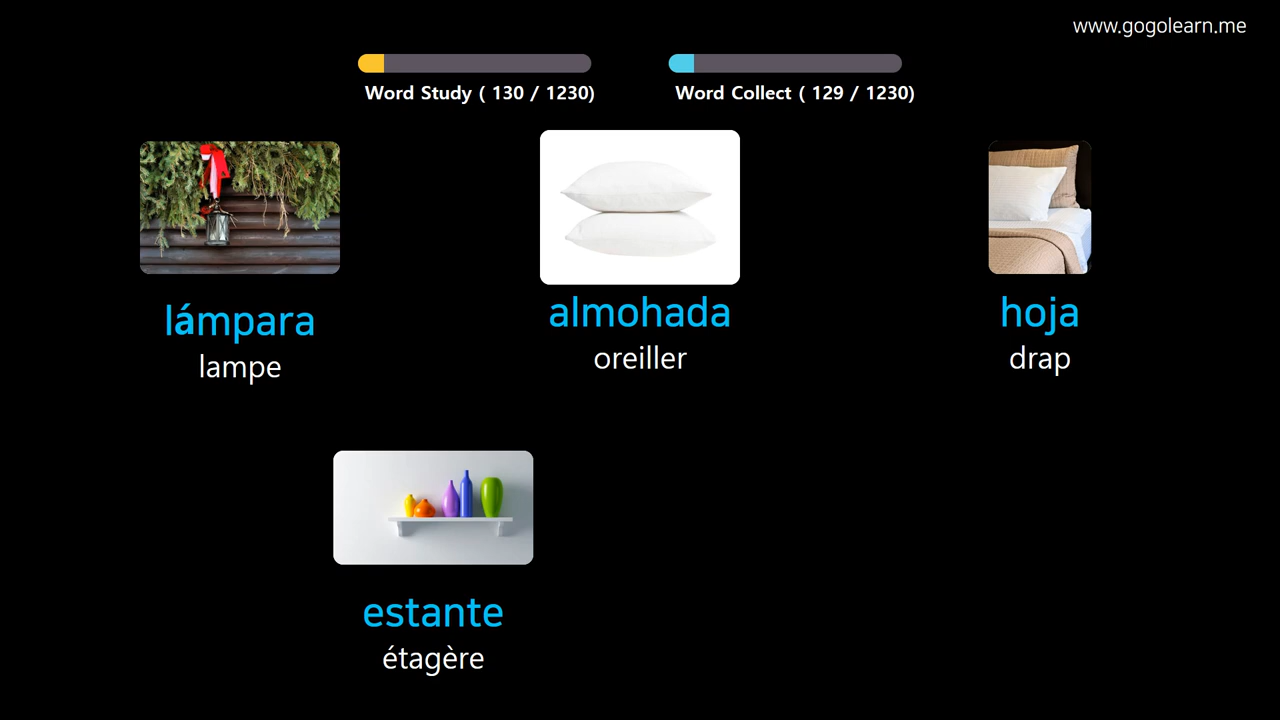 www.gogolearn.me
Word Study ( 130 / 1230)
Word Collect ( 129 / 1230)
lámpara
lampe
almohada
oreiller
hoja
drap
estante
étagère